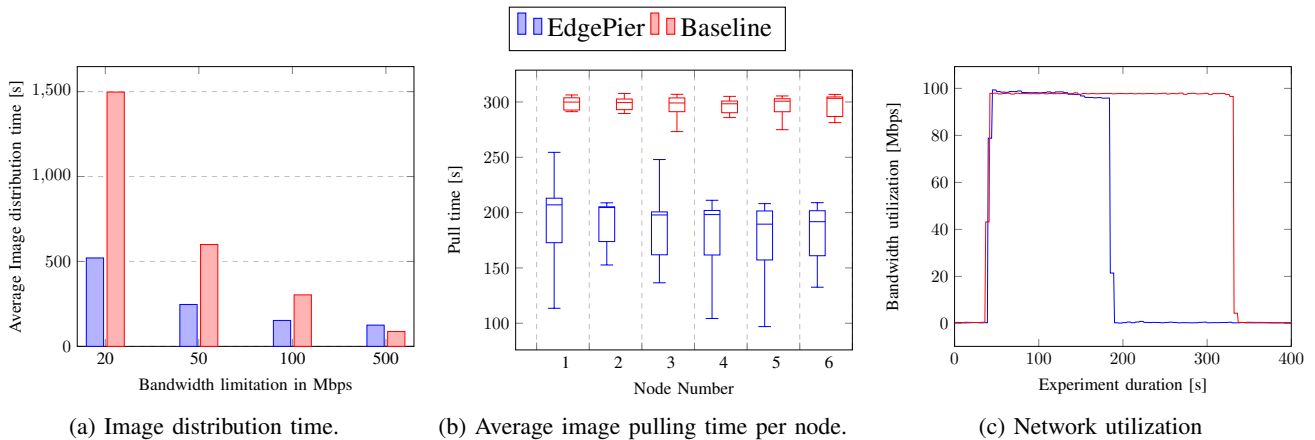 EdgePier Baseline
1,500
1,000
500
0
20 50 100 500
Average Image distribution time [s]
Bandwidth limitation in Mbps
(a) Image distribution time.
300
250
200
150
100
1 2 3 4 5 6
Pull time [s]
Node Number
(b) Average image pulling time per node.
100
80
60
40
20
0
0 100 200 300 400
Bandwidth utilization [Mbps]
Experiment duration [s]
(c) Network utilization